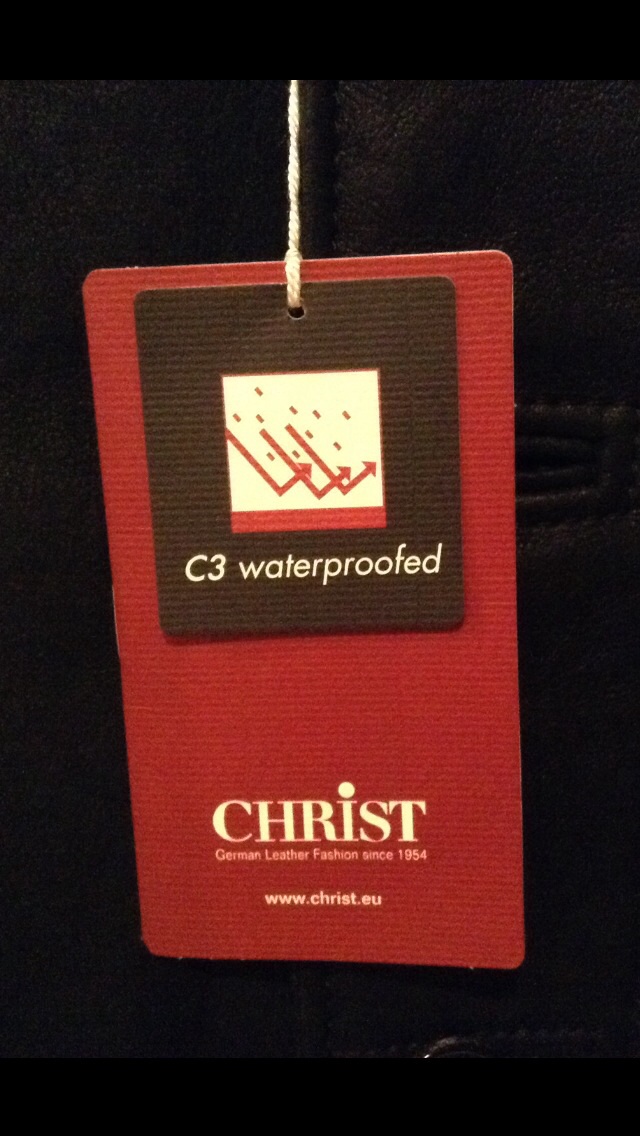 C3 waterproofed
CHRiST
German Leather Fashion since 1954
www.christ.eu